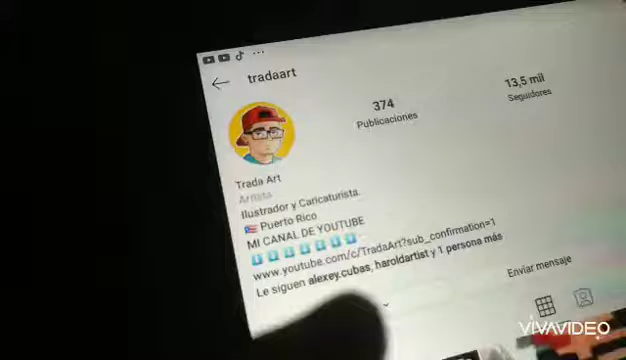 tradaart
374
Publicaciones
13,5 mil
Seguidores
Trada Art
Artista
Ilustrador y Caricaturista.
🇵🇷 Puerto Rico
MI CANAL DE YOUTUBE
⬇️⬇️⬇️⬇️⬇️⬇️⬇️
www.youtube.com/c/TradaArt?sub_confirmation=1
Le siguen alexey.cubas, haroldartist y 1 persona más
Enviar mensaje
VIVAVIDEO